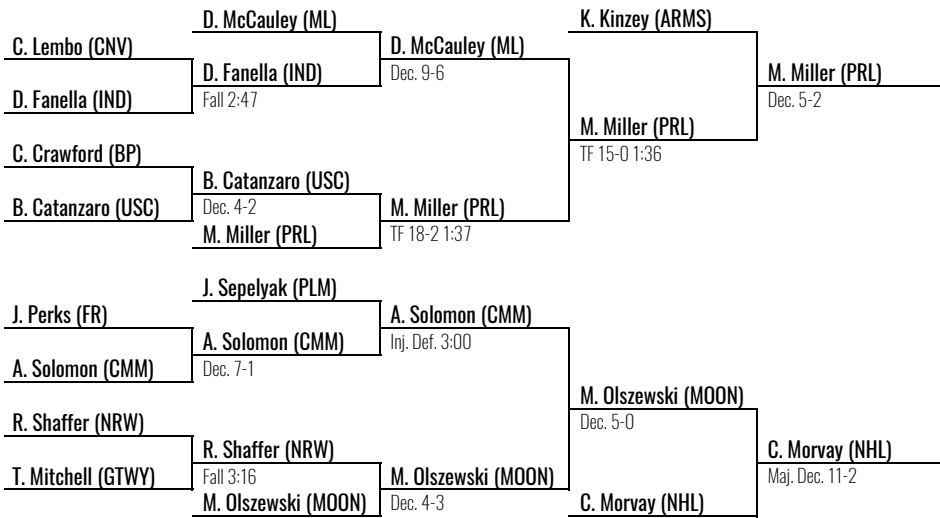 D. McCauley (ML)
K. Kinzey (ARMS)
C. Lembo (CNV)
D. McCauley (ML)
D. Fanella (IND)
Dec. 9-6
M. Miller (PRL)
D. Fanella (IND)
Fall 2:47
Dec. 5-2
M. Miller (PRL)
C. Crawford (BP)
TF 15-0 1:36
B. Catanzaro (USC)
B. Catanzaro (USC)
Dec. 4-2
M. Miller (PRL)
M. Miller (PRL)
TF 18-2 1:37
J. Sepelyak (PLM)
J. Perks (FR)
A. Solomon (CMM)
A. Solomon (CMM)
Inj. Def. 3:00
A. Solomon (CMM)
Dec. 7-1
M. Olszewski (MOON)
R. Shaffer (NRW)
Dec. 5-0
R. Shaffer (NRW)
C. Morvay (NHL)
T. Mitchell (GTWY)
Fall 3:16
M. Olszewski (MOON)
Maj. Dec. 11-2
M. Olszewski (MOON)
Dec. 4-3
C. Morvay (NHL)